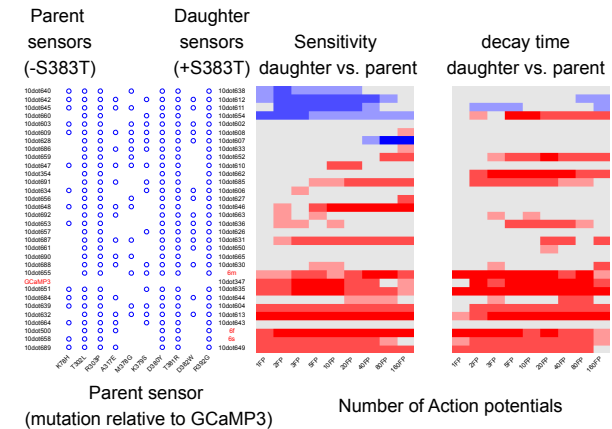 Parent
sensors
(-S383T)
Daughter
sensors
(+S383T)
Sensitivity
daughter vs. parent
decay time
daughter vs. parent
10dot640 10dot638
10dot642 10dot612
10dot645 10dot611
10dot660 10dot654
10dot603 10dot602
10dot609 10dot608
10dot628 10dot607
10dot686 10dot633
10dot659 10dot652
10dot647 10dot610
10dot354 10dot662
10dot691 10dot685
10dot634 10dot606
10dot656 10dot627
10dot648 10dot646
10dot692 10dot663
10dot653 10dot636
10dot657 10dot626
10dot687 10dot631
10dot661 10dot650
10dot690 10dot665
10dot688 10dot630
10dot655 6m
GCaMP3 10dot347
10dot651 10dot635
10dot684 10dot644
10dot639 10dot604
10dot632 10dot613
10dot664 10dot643
10dot500 6f
10dot658 6s
10dot689 10dot649
K78H T302L R303P A317E M378G K379S D380Y T381R D382W R392G
1FP 2FP 3FP 5FP 10FP 20FP 40FP 80FP 160FP
1FP 2FP 3FP 5FP 10FP 20FP 40FP 80FP 160FP
Parent sensor
(mutation relative to GCaMP3)
Number of Action potentials